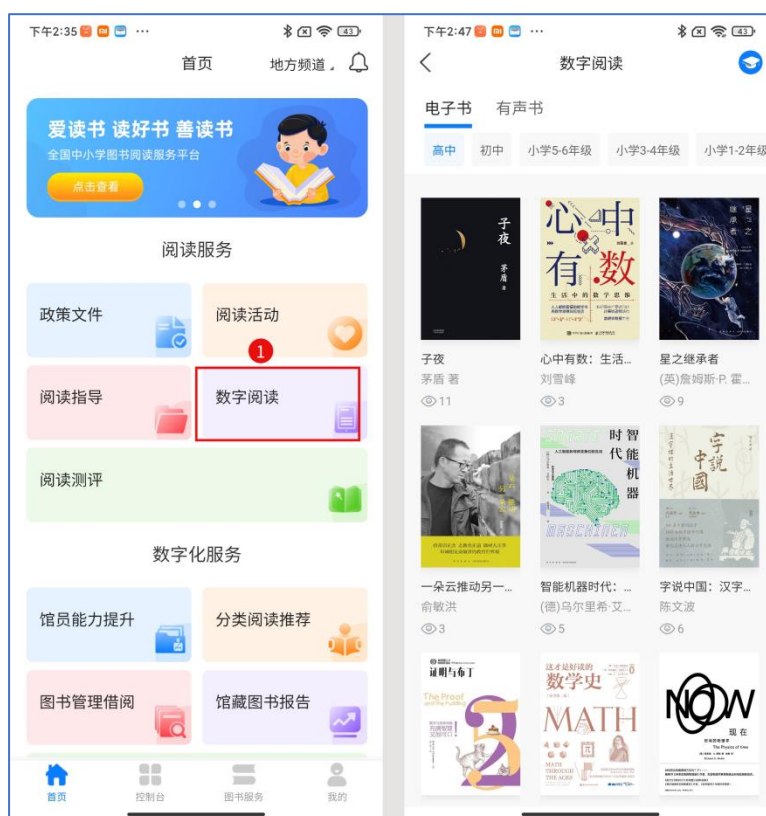 下午2:35 ...
43
首页
地方频道
爱读书 读好书 善读书
全国中小学图书阅读服务平台
点击查看
阅读服务
政策文件
阅读活动
1
阅读指导
数字阅读
阅读测评
数字化服务
馆员能力提升
分类阅读推荐
图书管理借阅
馆藏图书报告
首页
控制台
图书服务
我的
下午2:47 ...
43
数字阅读
电子书
有声书
高中
初中
小学5-6年级
小学3-4年级
小学1-2年级
子夜
茅盾
心中有数
生活中的数学思维
星之继承者
子夜
心中有数：生活...
星之继承者
茅盾 著
刘雪峰
(英)詹姆斯·P. 霍...
11
3
9
智能机器时代
字说中国
一朵云推动另一...
智能机器时代：...
字说中国：汉字...
俞敏洪
(德)乌尔里希·艾...
陈文波
3
5
6
证明与布丁
The Proof
and the Pudding
这才是好读的
数学史
MATH
THROUGH
THE AGES
NOW
现在
The Physics of Time